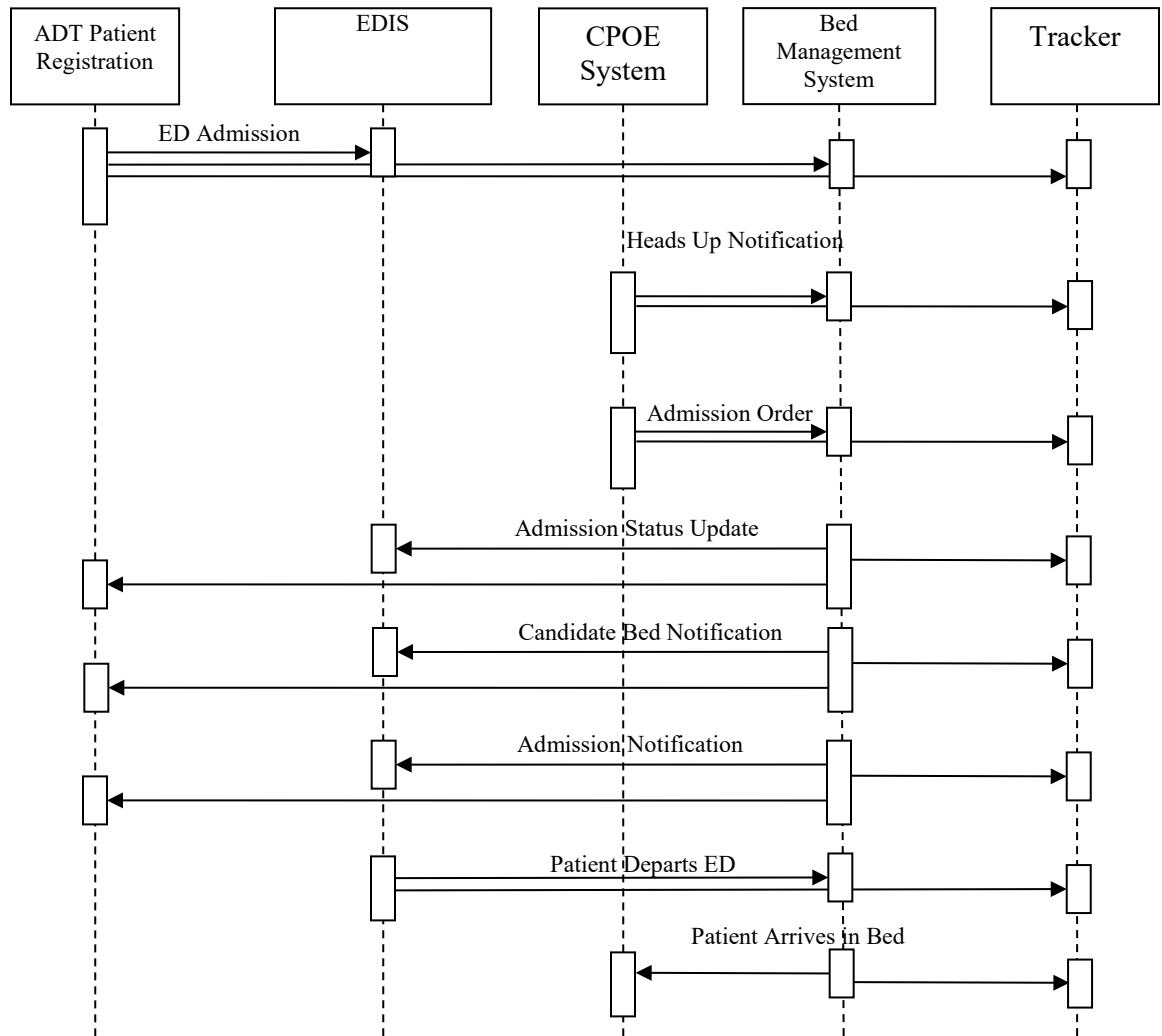 ADT Patient
Registration
EDIS
CPOE
System
Bed
Management
System
Tracker
ED Admission
Heads Up Notification
Admission Order
Admission Status Update
Candidate Bed Notification
Admission Notification
Patient Departs ED
Patient Arrives in Bed